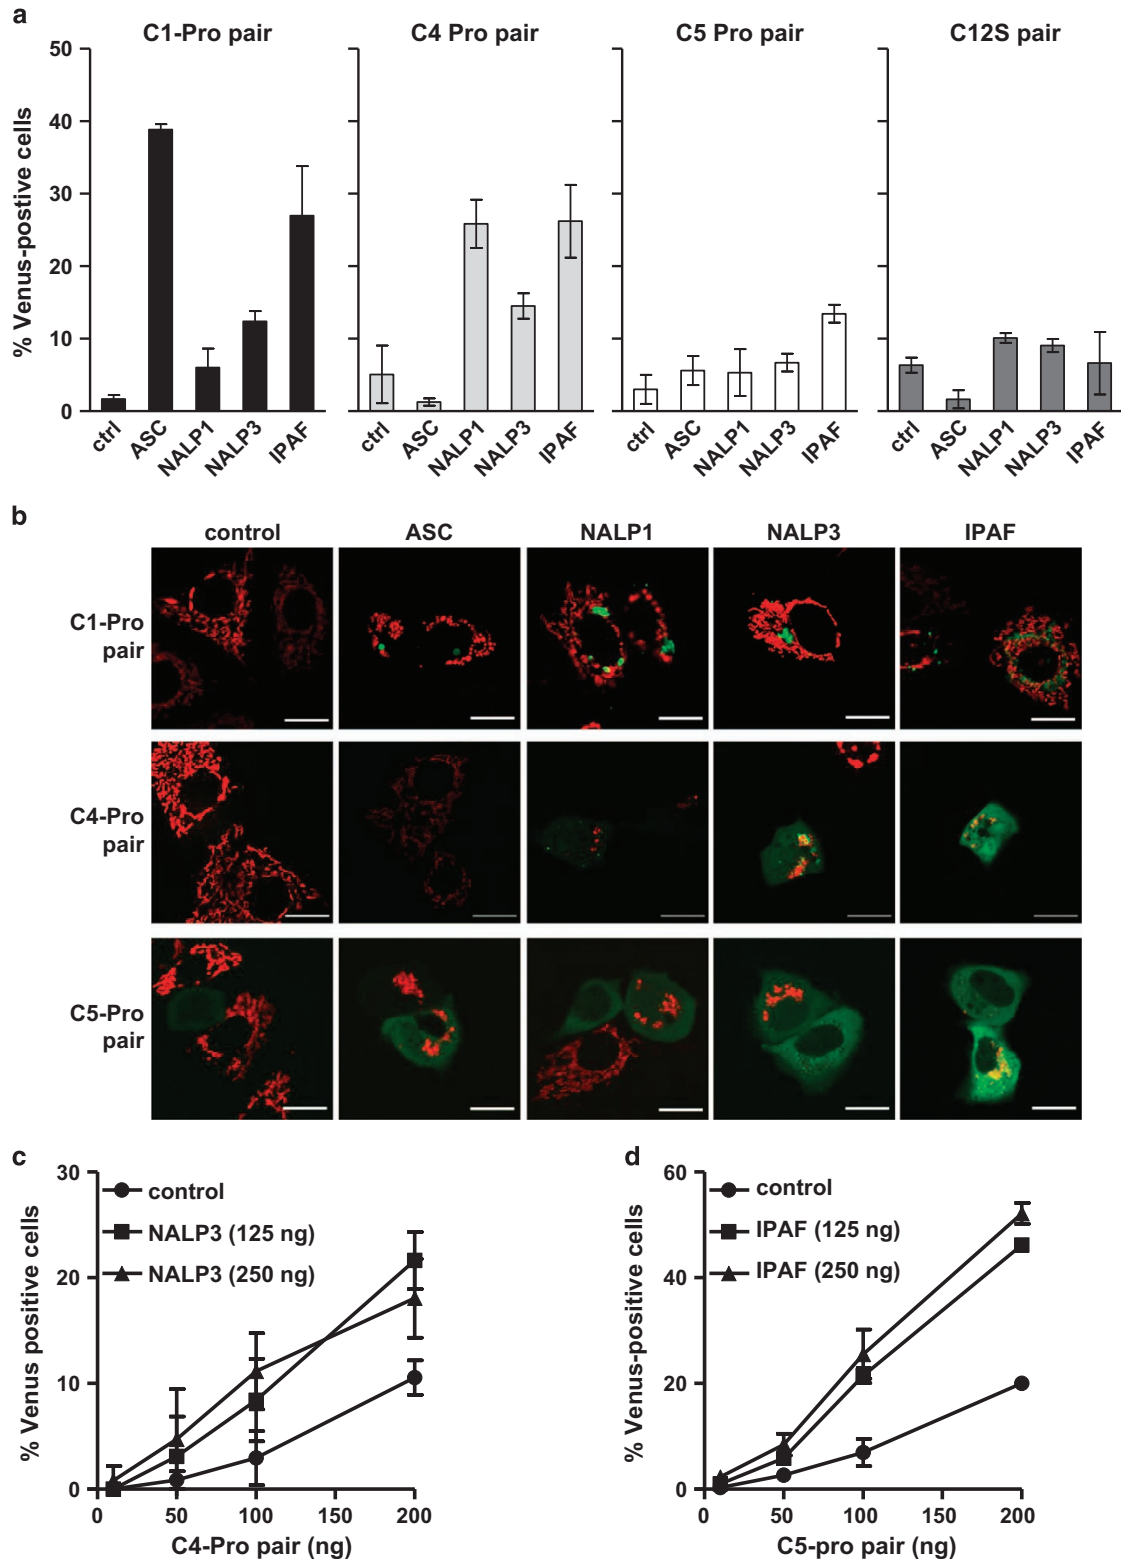 a
C1-Pro pair
C4 Pro pair
C5 Pro pair
C12S pair
% Venus-postive cells
50
40
30
20
10
0
ctrl
ASC
NALP1
NALP3
IPAF
ctrl
ASC
NALP1
NALP3
IPAF
ctrl
ASC
NALP1
NALP3
IPAF
ctrl
ASC
NALP1
NALP3
IPAF
b
control
ASC
NALP1
NALP3
IPAF
C1-Pro
pair
C4-Pro
pair
C5-Pro
pair
c
% Venus positive cells
30
20
10
0
control
NALP3 (125 ng)
NALP3 (250 ng)
0
50
100
150
200
C4-Pro pair (ng)
d
% Venus-positive cells
60
40
20
0
control
IPAF (125 ng)
IPAF (250 ng)
0
50
100
150
200
C5-pro pair (ng)